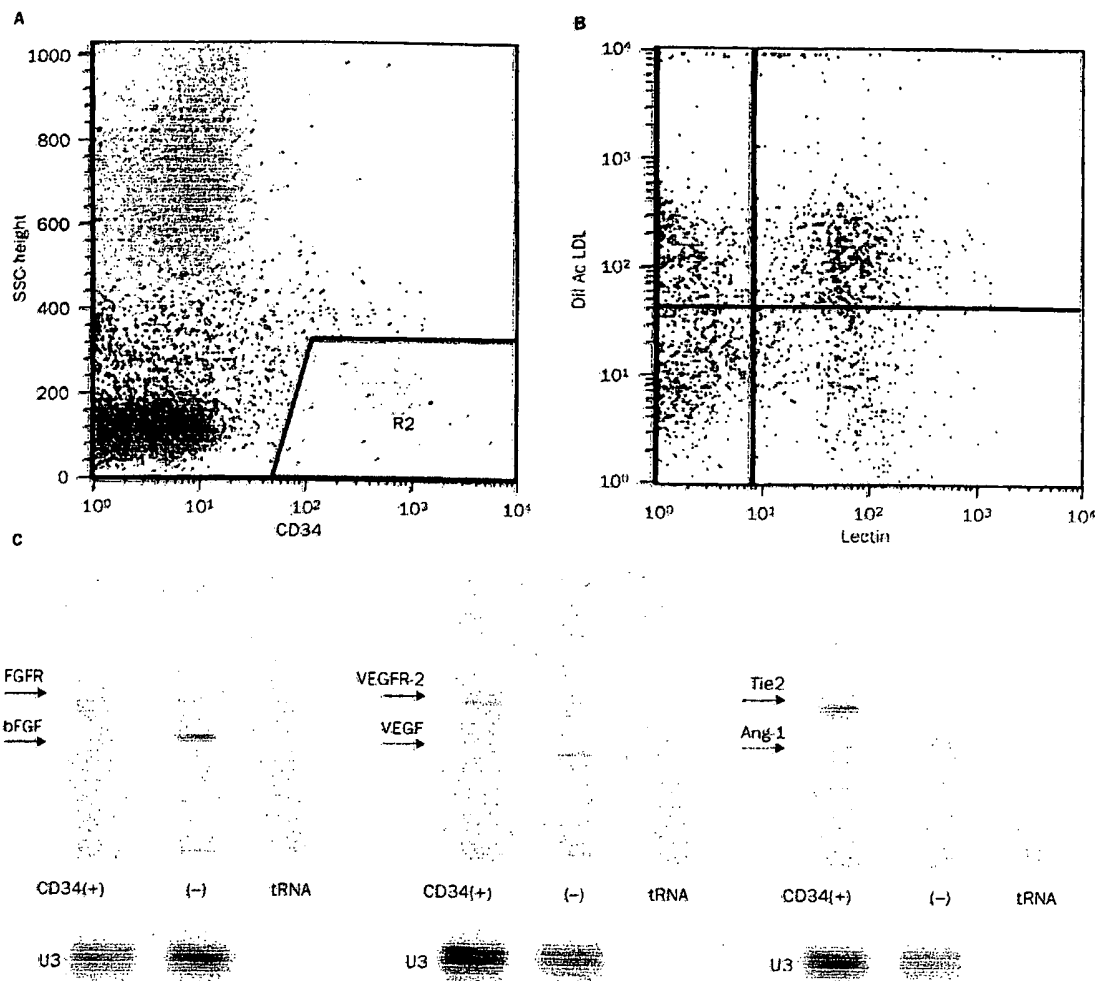 A
1000
800
600
400
200
0
SSC height
R2
10⁰ 10¹ 10² 10³ 10⁴
CD34
B
10⁴
10³
10²
10¹
10⁰
DiI Ac LDL
10⁰ 10¹ 10² 10³ 10⁴
Lectin
C
FGFR
bFGF
CD34(+) (−) tRNA
U3
VEGFR-2
VEGF
CD34(+) (−) tRNA
U3
Tie2
Ang-1
CD34(+) (−) tRNA
U3